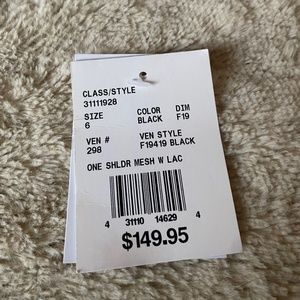 CLASS/STYLE
31111928
SIZE COLOR DIM
6 BLACK F19
VEN # VEN STYLE
298 F19419 BLACK
ONE SHLDR MESH W LAC
4 31110 14629 4
$149.95